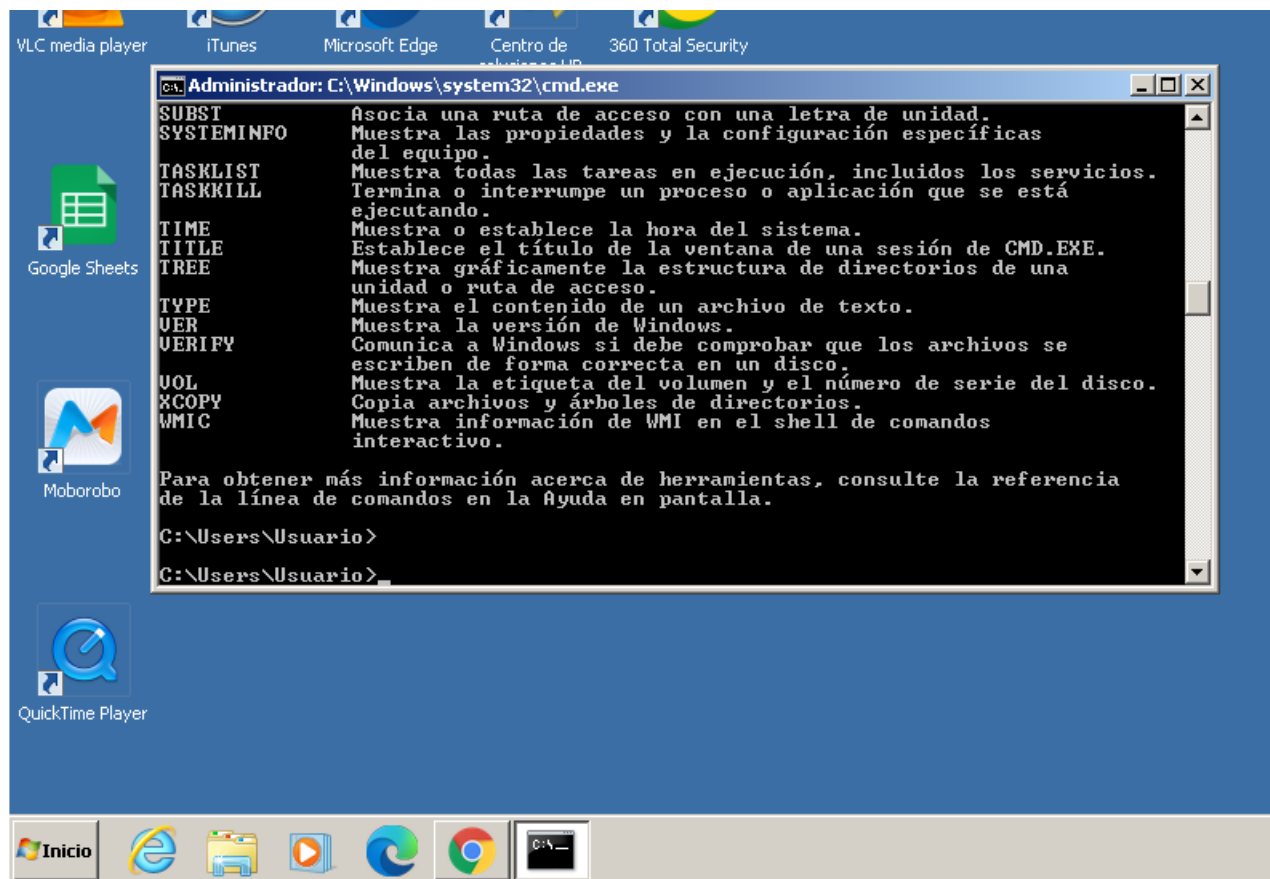 VLC media player iTunes Microsoft Edge Centro de 360 Total Security
Administrador: C:\Windows\system32\cmd.exe
SUBST Asocia una ruta de acceso con una letra de unidad.
SYSTEMINFO Muestra las propiedades y la configuración específicas
del equipo.
TASKLIST Muestra todas las tareas en ejecución, incluidos los servicios.
TASKKILL Termina o interrumpe un proceso o aplicación que se está
ejecutando.
TIME Muestra o establece la hora del sistema.
TITLE Establece el título de la ventana de una sesión de CMD.EXE.
TREE Muestra gráficamente la estructura de directorios de una
unidad o ruta de acceso.
TYPE Muestra el contenido de un archivo de texto.
VER Muestra la versión de Windows.
VERIFY Comunica a Windows si debe comprobar que los archivos se
escriben de forma correcta en un disco.
VOL Muestra la etiqueta del volumen y el número de serie del disco.
XCOPY Copia archivos y árboles de directorios.
WMIC Muestra información de WMI en el shell de comandos
interactivo.
Para obtener más información acerca de herramientas, consulte la referencia
de la línea de comandos en la Ayuda en pantalla.
C:\Users\Usuario>
C:\Users\Usuario>_
Google Sheets
Moborobo
QuickTime Player
Inicio